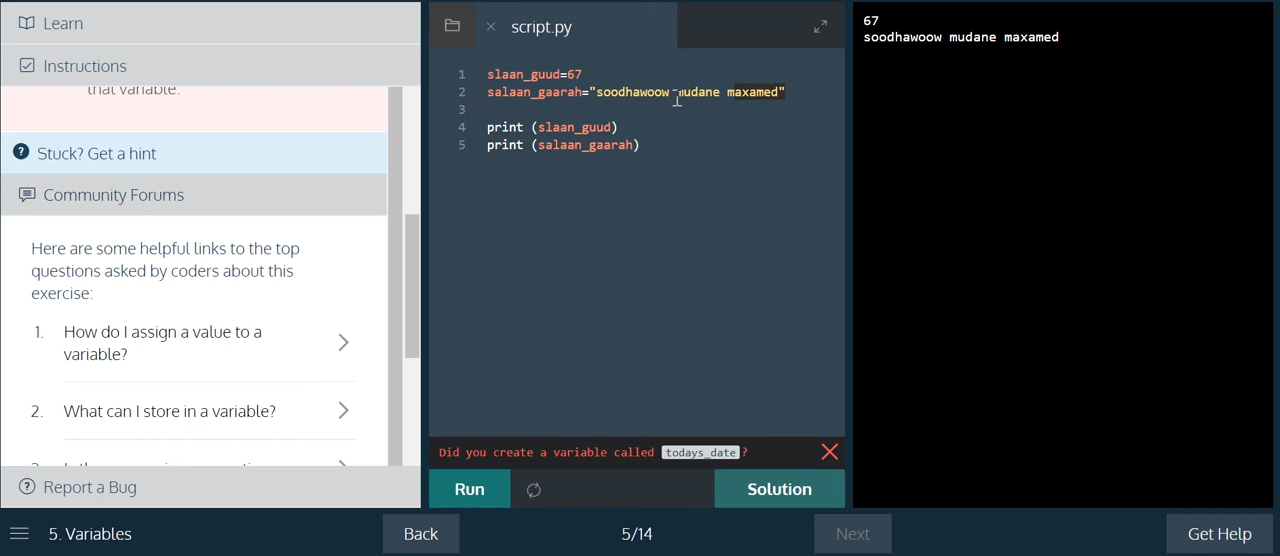 Learn
Instructions
that variable.
Stuck? Get a hint
Community Forums
Here are some helpful links to the top
questions asked by coders about this
exercise:
1. How do I assign a value to a
variable?
2. What can I store in a variable?
Report a Bug
script.py
1 slaan_guud=67
2 salaan_gaarah="soodhawoow mudane maxamed"
3
4 print (slaan_guud)
5 print (salaan_gaarah)
Did you create a variable called todays_date ?
Run
Solution
67
soodhawoow mudane maxamed
5. Variables
Back
5/14
Next
Get Help